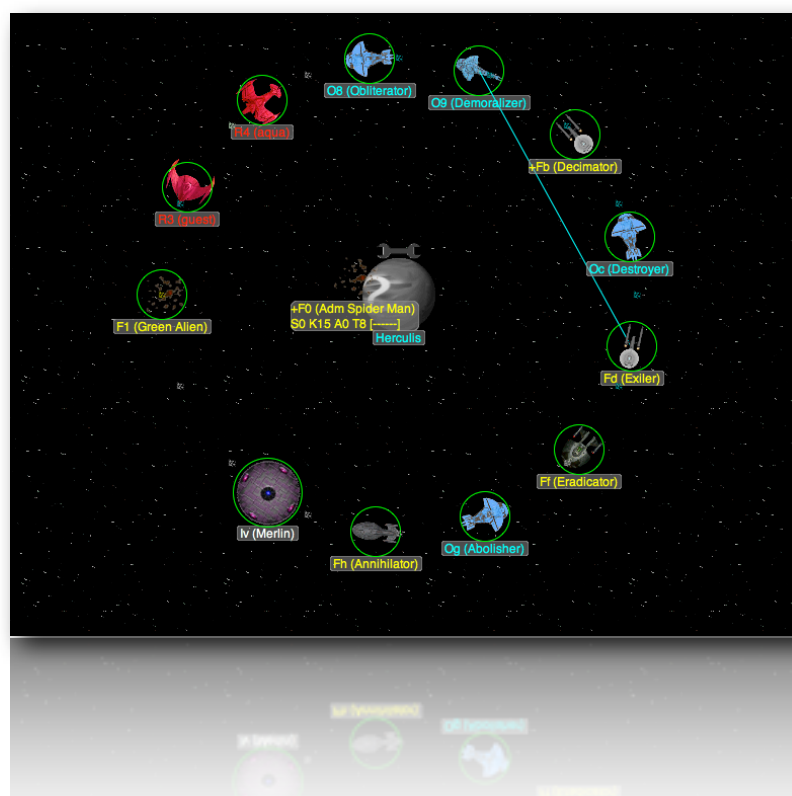 O8 (Obliterator)
O9 (Demoralizer)
R4 (aqua)
+Fb (Decimator)
R3 (guest)
Oc (Destroyer)
+F0 (Adm Spider Man)
S0 K15 A0 T8 [------]
Herculis
F1 (Green Alien)
Fd (Exiler)
Ff (Eradicator)
Iv (Merlin)
Og (Abolisher)
Fh (Annihilator)